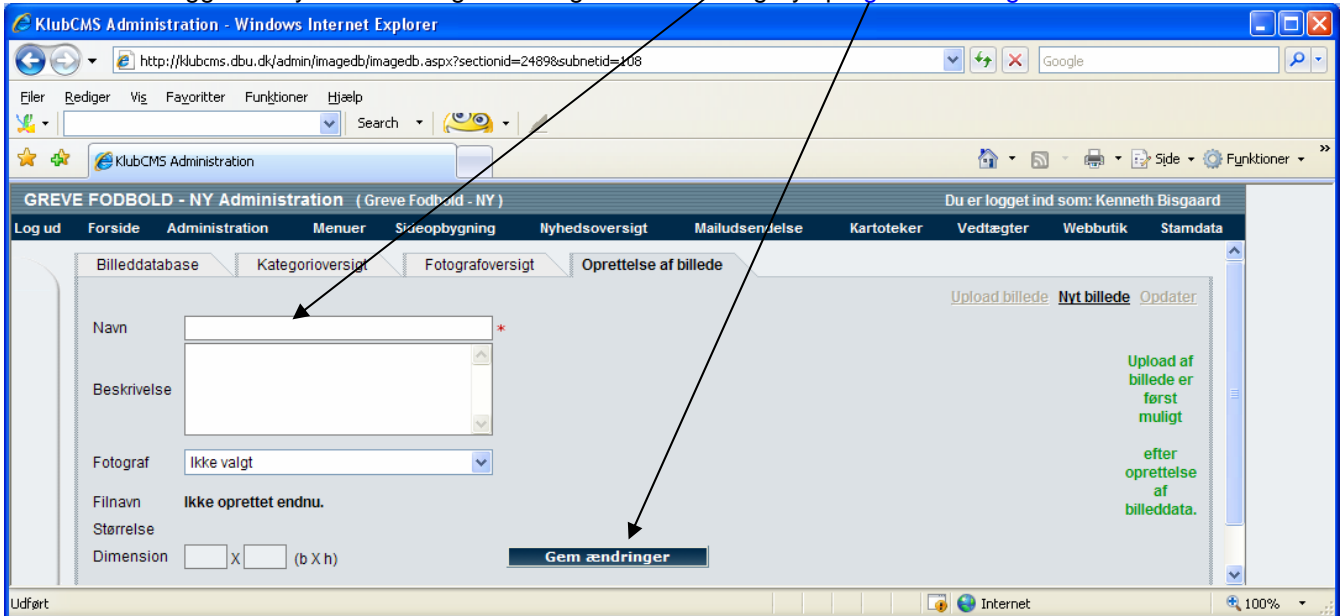 KlubCMS Administration - Windows Internet Explorer
http://klubcms.dbu.dk/admin/imagedb/imagedb.aspx?sectionid=2489&subnetid=108
Google
Filer Rediger Vis Favoritter Funktioner Hjælp
Search
KlubCMS Administration
Side Funktioner »
GREVE FODBOLD - NY Administration ( Greve Fodbold - NY ) Du er logget ind som: Kenneth Bisgaard
Log ud Forside Administration Menuer Sideopbygning Nyhedsoversigt Mailudsendelse Kartoteker Vedtægter Webbutik Stamdata
Billeddatabase Kategorioversigt Fotografoversigt Oprettelse af billede
Upload billede Nyt billede Opdater
Navn *
Beskrivelse
Upload af
billede er
først
muligt
efter
oprettelse
af
billeddata.
Fotograf Ikke valgt
Filnavn Ikke oprettet endnu.
Størrelse
Dimension X (b X h) Gem ændringer
Udført Internet 100%